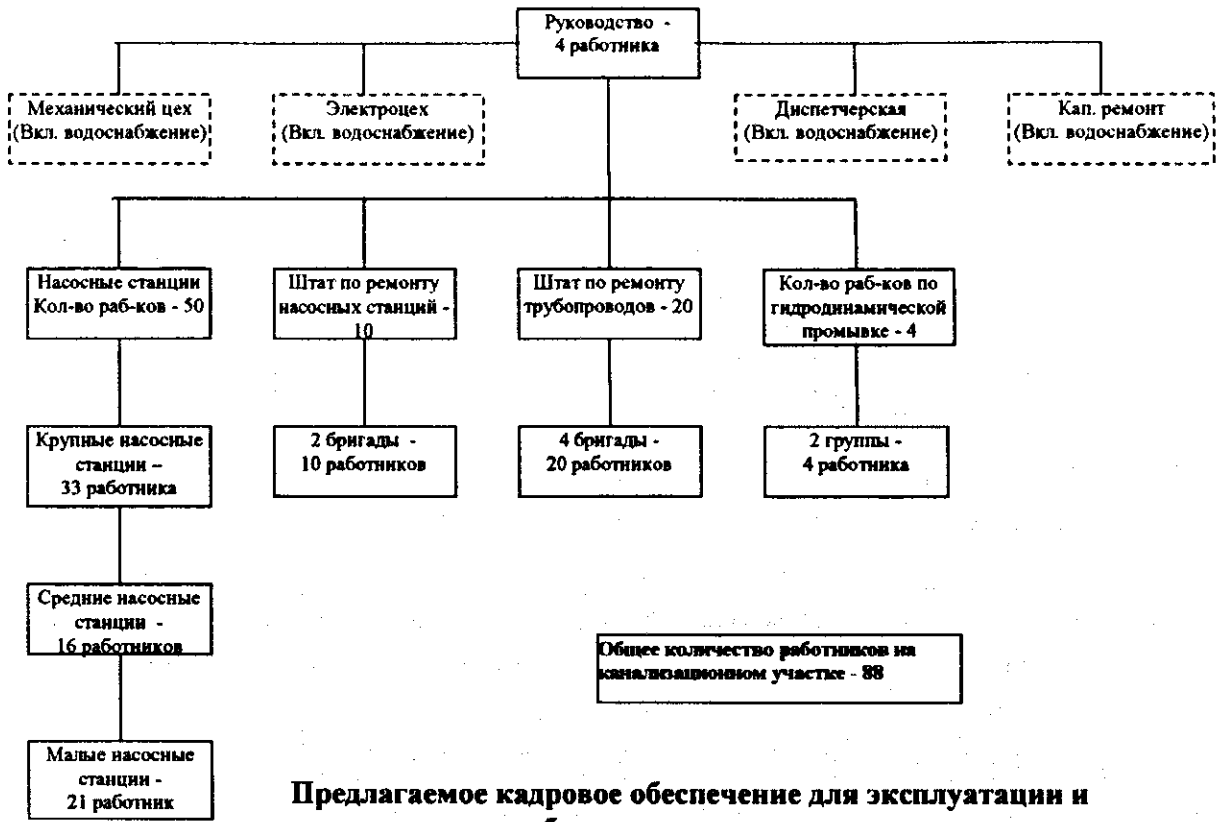 Руководство -
4 работника
Механический цех
(Вкл. водоснабжение)
Электроцех
(Вкл. водоснабжение)
Диспетчерская
(Вкл. водоснабжение)
Кап. ремонт
(Вкл. водоснабжение)
Насосные станции
Кол-во раб-ков - 50
Штат по ремонту
насосных станций -
10
Штат по ремонту
трубопроводов - 20
Кол-во раб-ков по
гидродинамической
промывке - 4
Крупные насосные
станции –
33 работника
2 бригады -
10 работников
4 бригады -
20 работников
2 группы -
4 работника
Средние насосные
станции -
16 работников
Общее количество работников на
канализационном участке - 88
Малые насосные
станции -
21 работник
Предлагаемое кадровое обеспечение для эксплуатации и